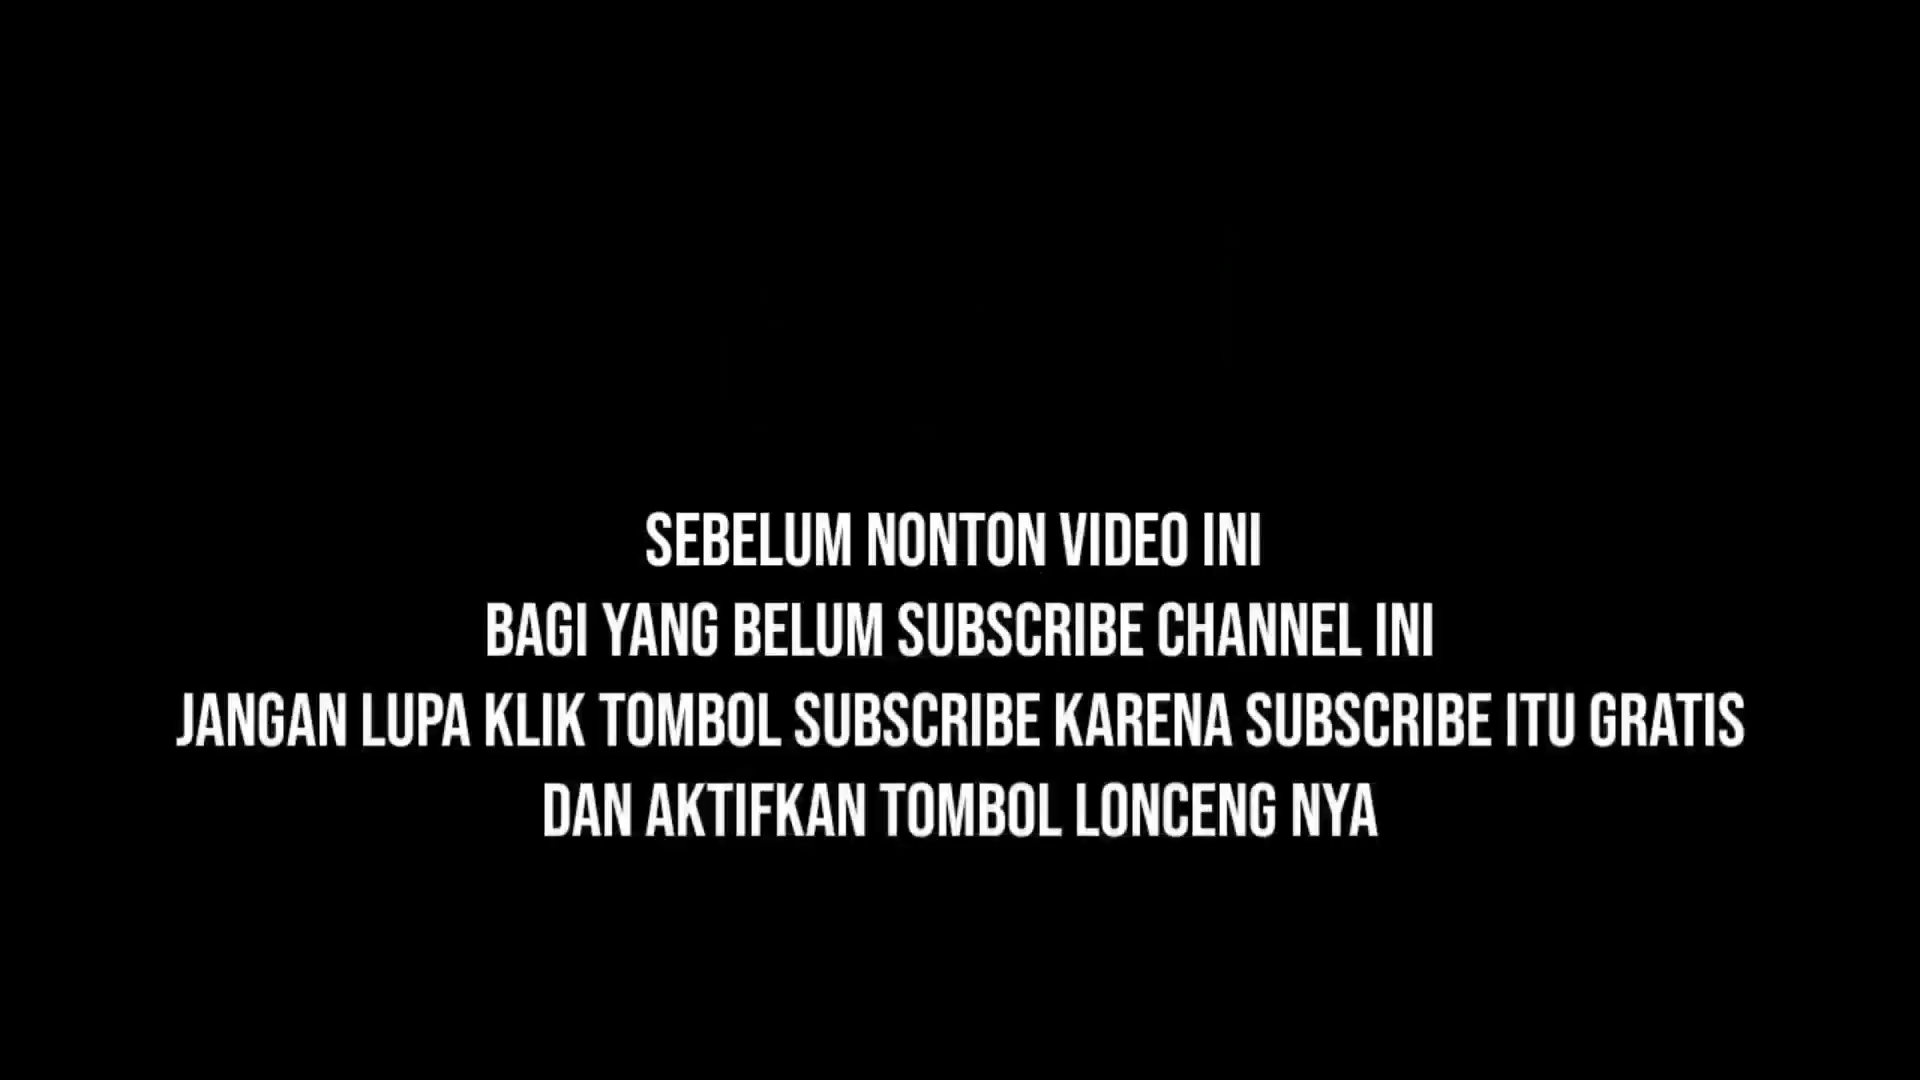 SEBELUM NONTON VIDEO INI
BAGI YANG BELUM SUBSCRIBE CHANNEL INI
JANGAN LUPA KLIK TOMBOL SUBSCRIBE KARENA SUBSCRIBE ITU GRATIS
DAN AKTIFKAN TOMBOL LONCENG NYA